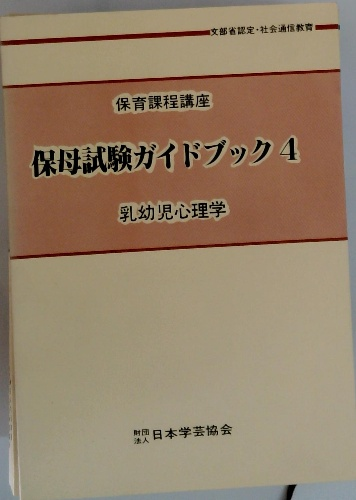 文部省認定・社会通信教育
保育課程講座
保母試験ガイドブック4
乳幼児心理学
財団法人 日本学芸協会